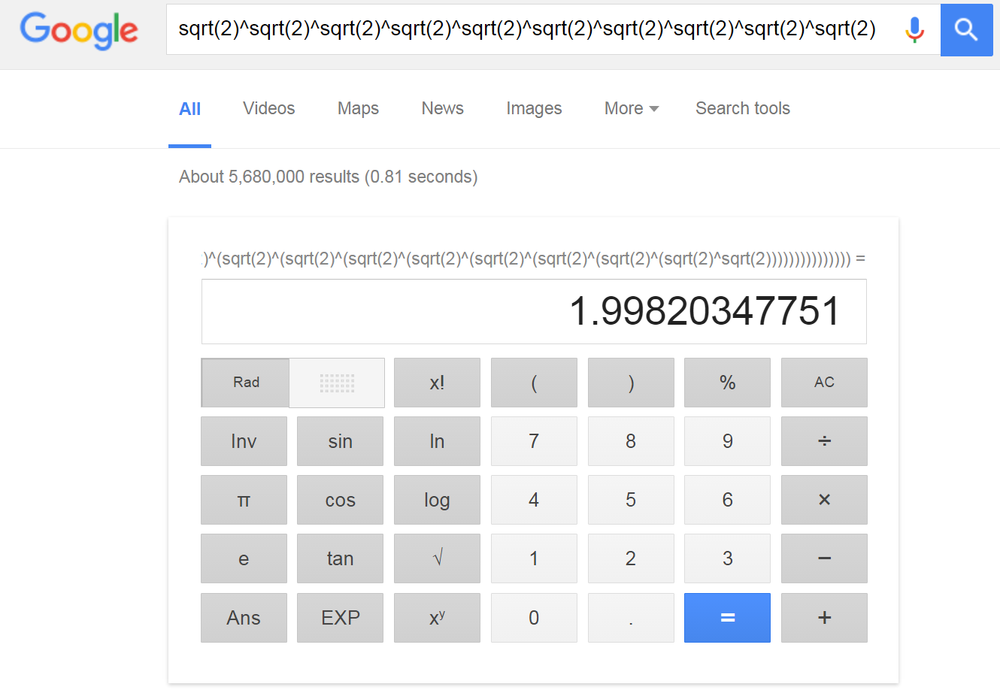 Google
sqrt(2)^sqrt(2)^sqrt(2)^sqrt(2)^sqrt(2)^sqrt(2)^sqrt(2)^sqrt(2)^sqrt(2)^sqrt(2)
All Videos Maps News Images More Search tools
About 5,680,000 results (0.81 seconds)
)^(sqrt(2)^(sqrt(2)^(sqrt(2)^(sqrt(2)^(sqrt(2)^(sqrt(2)^(sqrt(2)^(sqrt(2)^sqrt(2))))))))))))))) =
1.99820347751
Rad x! ( ) % AC
Inv sin ln 7 8 9 ÷
π cos log 4 5 6 ×
e tan √ 1 2 3 −
Ans EXP xʸ 0 . = +